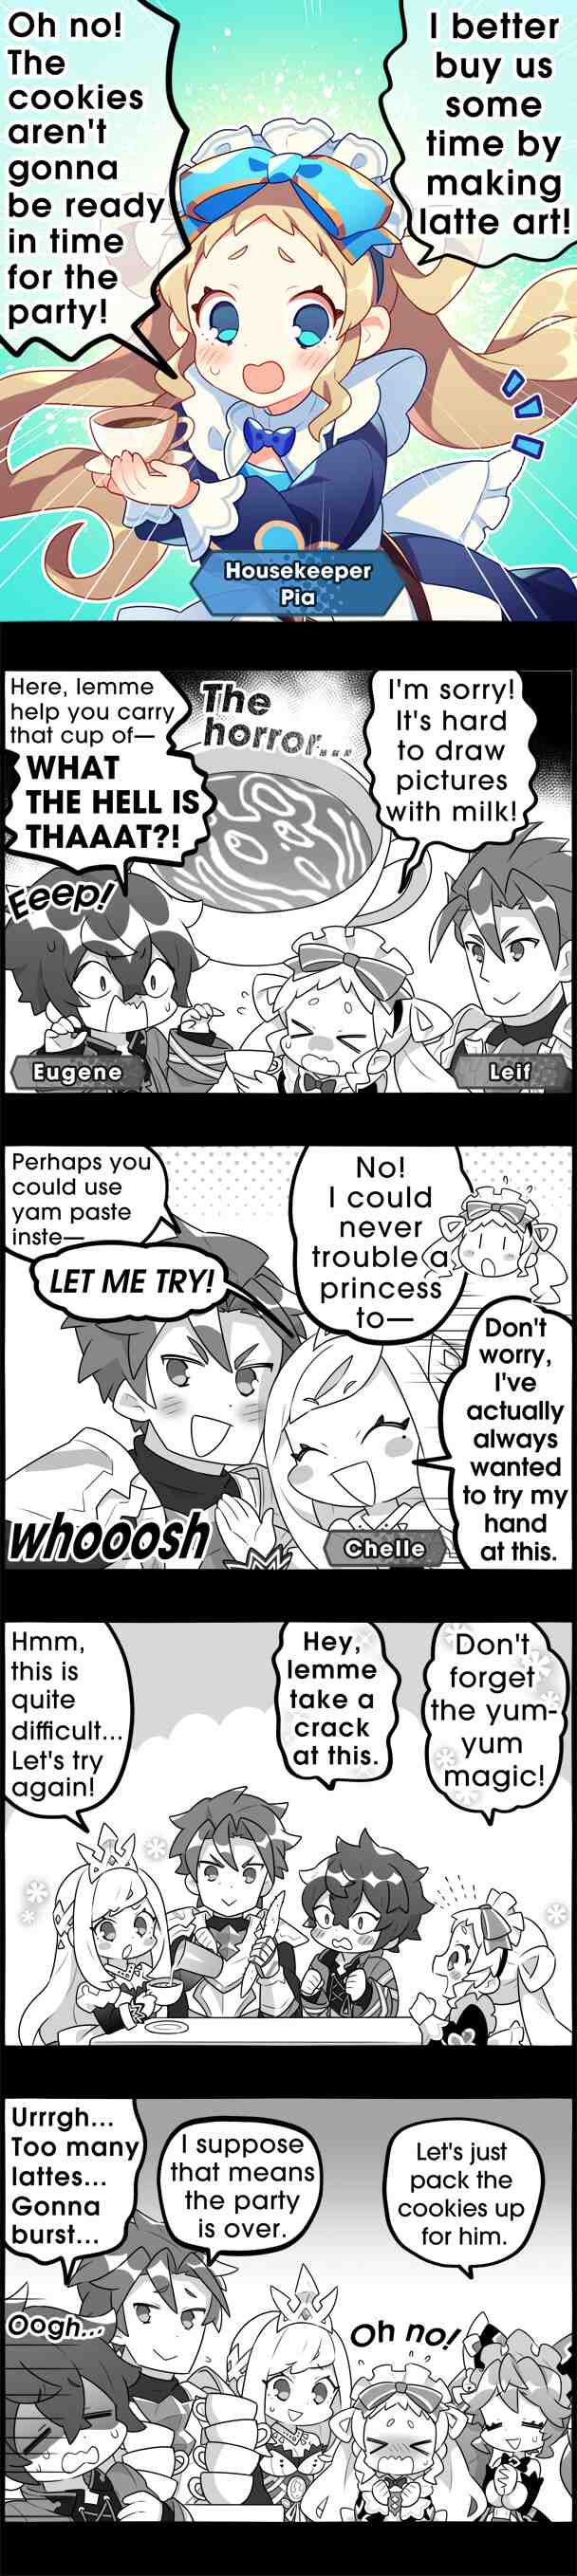 Oh no!
The
cookies
aren't
gonna
be ready
in time
for the
party!
I better
buy us
some
time by
making
latte art!
Housekeeper
Pia
Here, lemme
help you carry
that cup of—
WHAT
THE HELL IS
THAAAT?!
The
horror...
I'm sorry!
It's hard
to draw
pictures
with milk!
Eeep!
Eugene
Leif
Perhaps you
could use
yam paste
inste—
LET ME TRY!
No!
I could
never
trouble a
princess
to—
Don't
worry,
I've
actually
always
wanted
to try my
hand
at this.
whooosh
Chelle
Hmm,
this is
quite
difficult...
Let's try
again!
Hey,
lemme
take a
crack
at this.
Don't
forget
the yum-
yum
magic!
Urrrgh...
Too many
lattes...
Gonna
burst...
I suppose
that means
the party
is over.
Let's just
pack the
cookies up
for him.
Oogh...
Oh no!